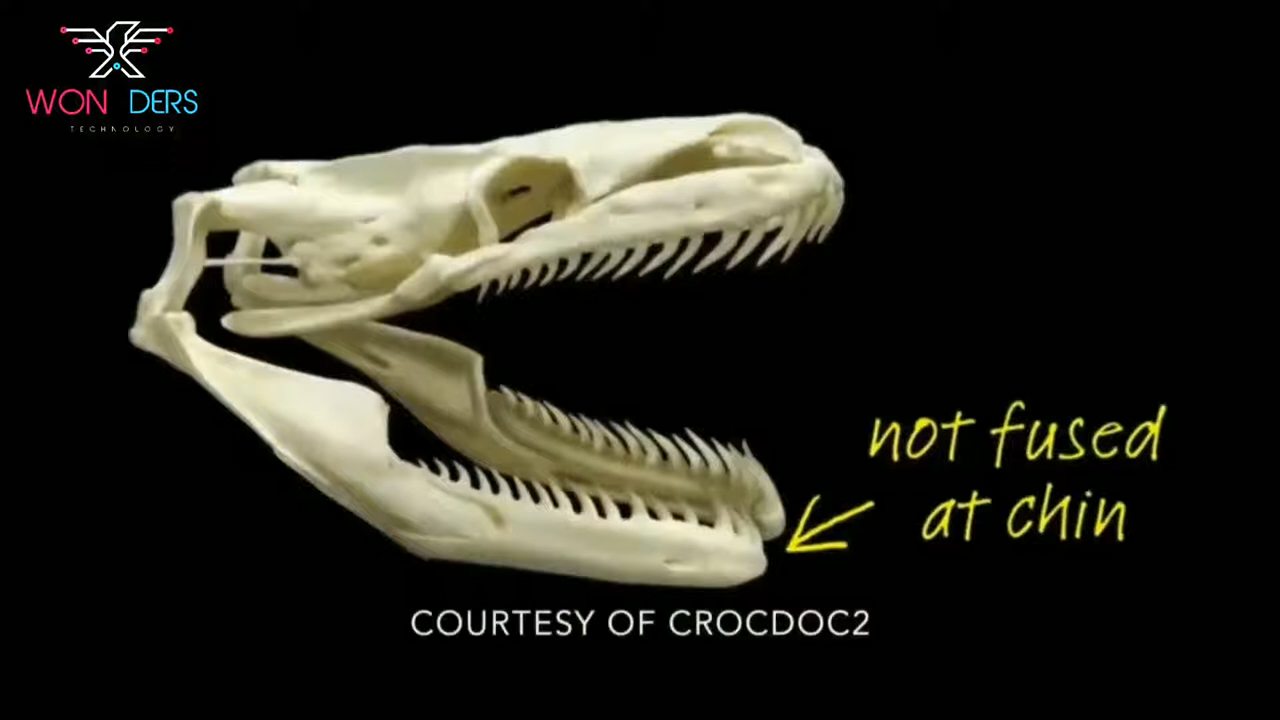 WON DERS
TECHNOLOGY
not fused
at chin
COURTESY OF CROCDOC2